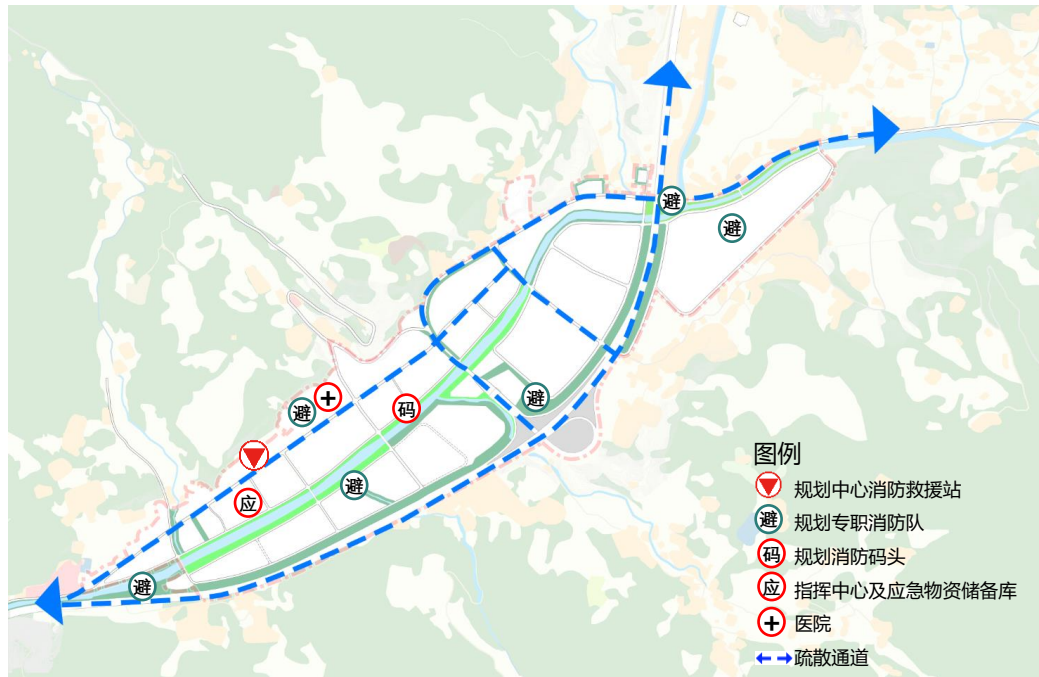 避
避
避
避
码
避
应
避
图例
规划中心消防救援站
避 规划专职消防队
码 规划消防码头
应 指挥中心及应急物资储备库
医院
疏散通道